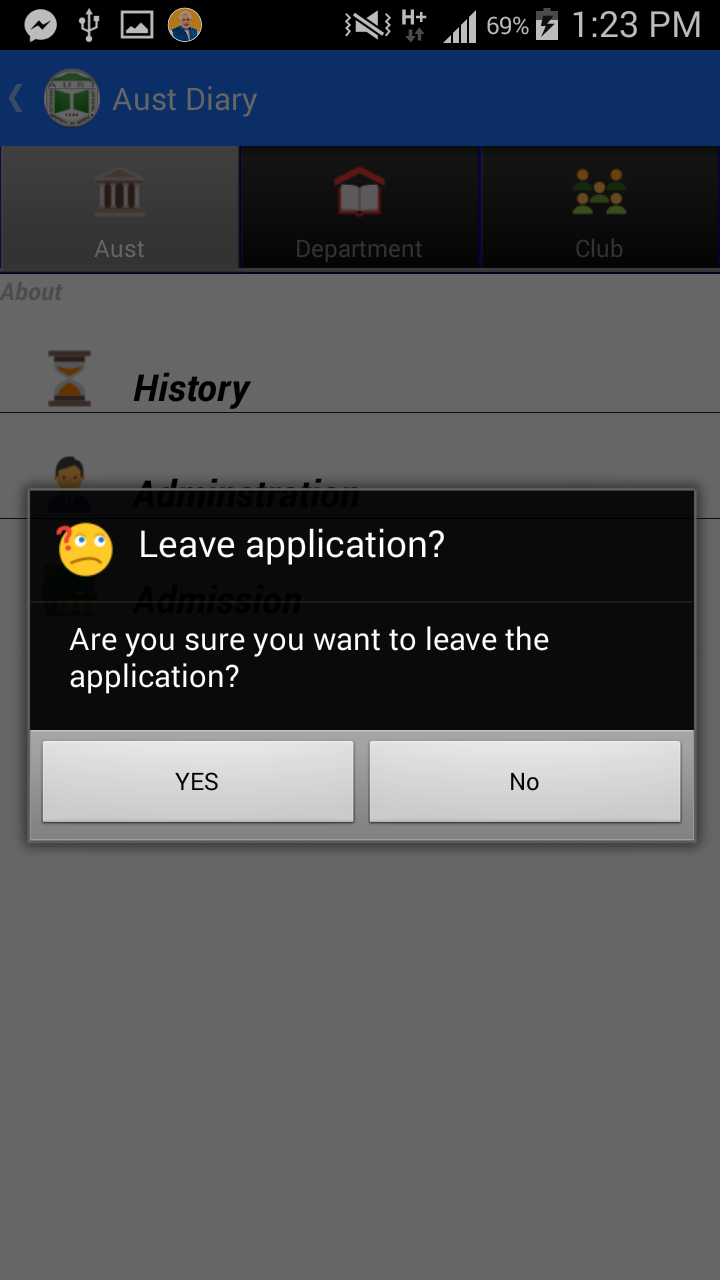 H+
69%
1:23 PM
AUST
Aust Diary
Aust
Department
Club
About
History
Adminstration
Admission
Leave application?
Are you sure you want to leave the
application?
YES
No